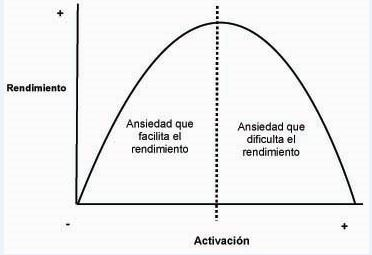 +
Rendimiento
Ansiedad que
facilita el
rendimiento
Ansiedad que
dificulta el
rendimiento
-
+
Activación